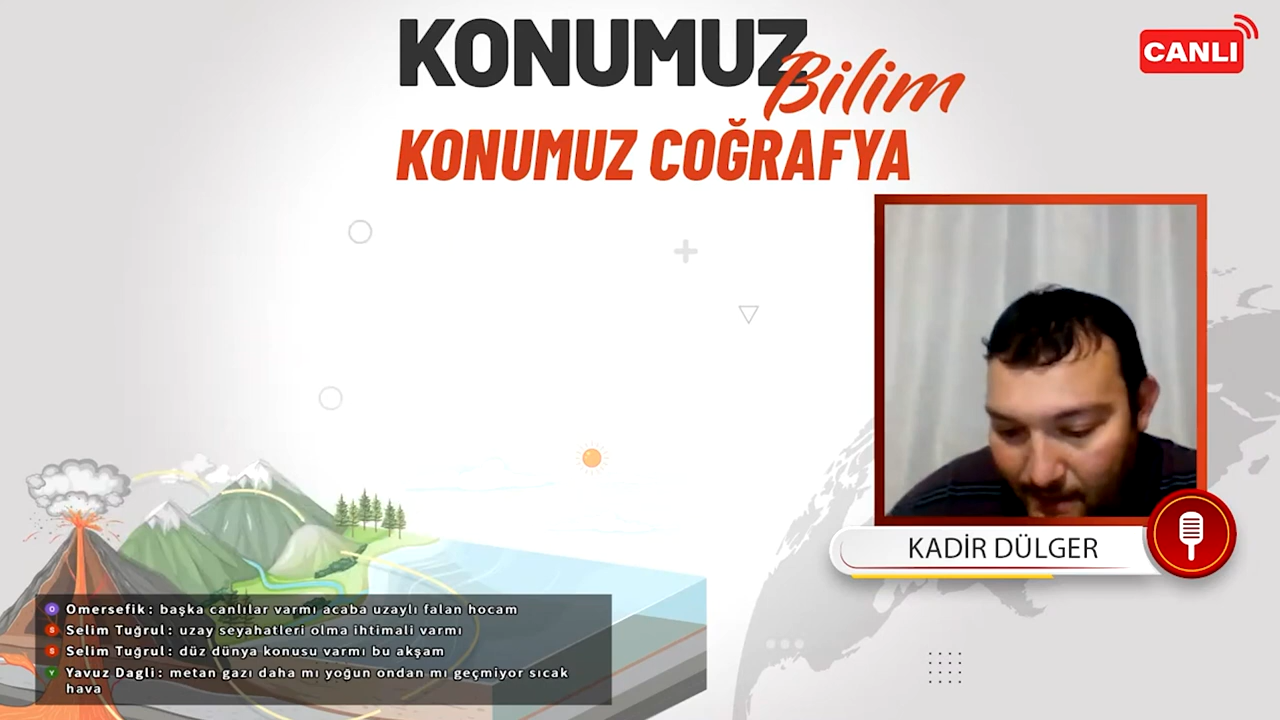 KONUMUZ
Bilim
CANLI
KONUMUZ COĞRAFYA
KADİR DÜLGER
O Omersefik: başka canlılar varmı acaba uzaylı falan hocam
S Selim Tuğrul: uzay seyahatleri olma ihtimali varmı
S Selim Tuğrul: düz dünya konusu varmı bu akşam
Y Yavuz Dagli: metan gazı daha mı yoğun ondan mı geçmiyor sıcak
hava